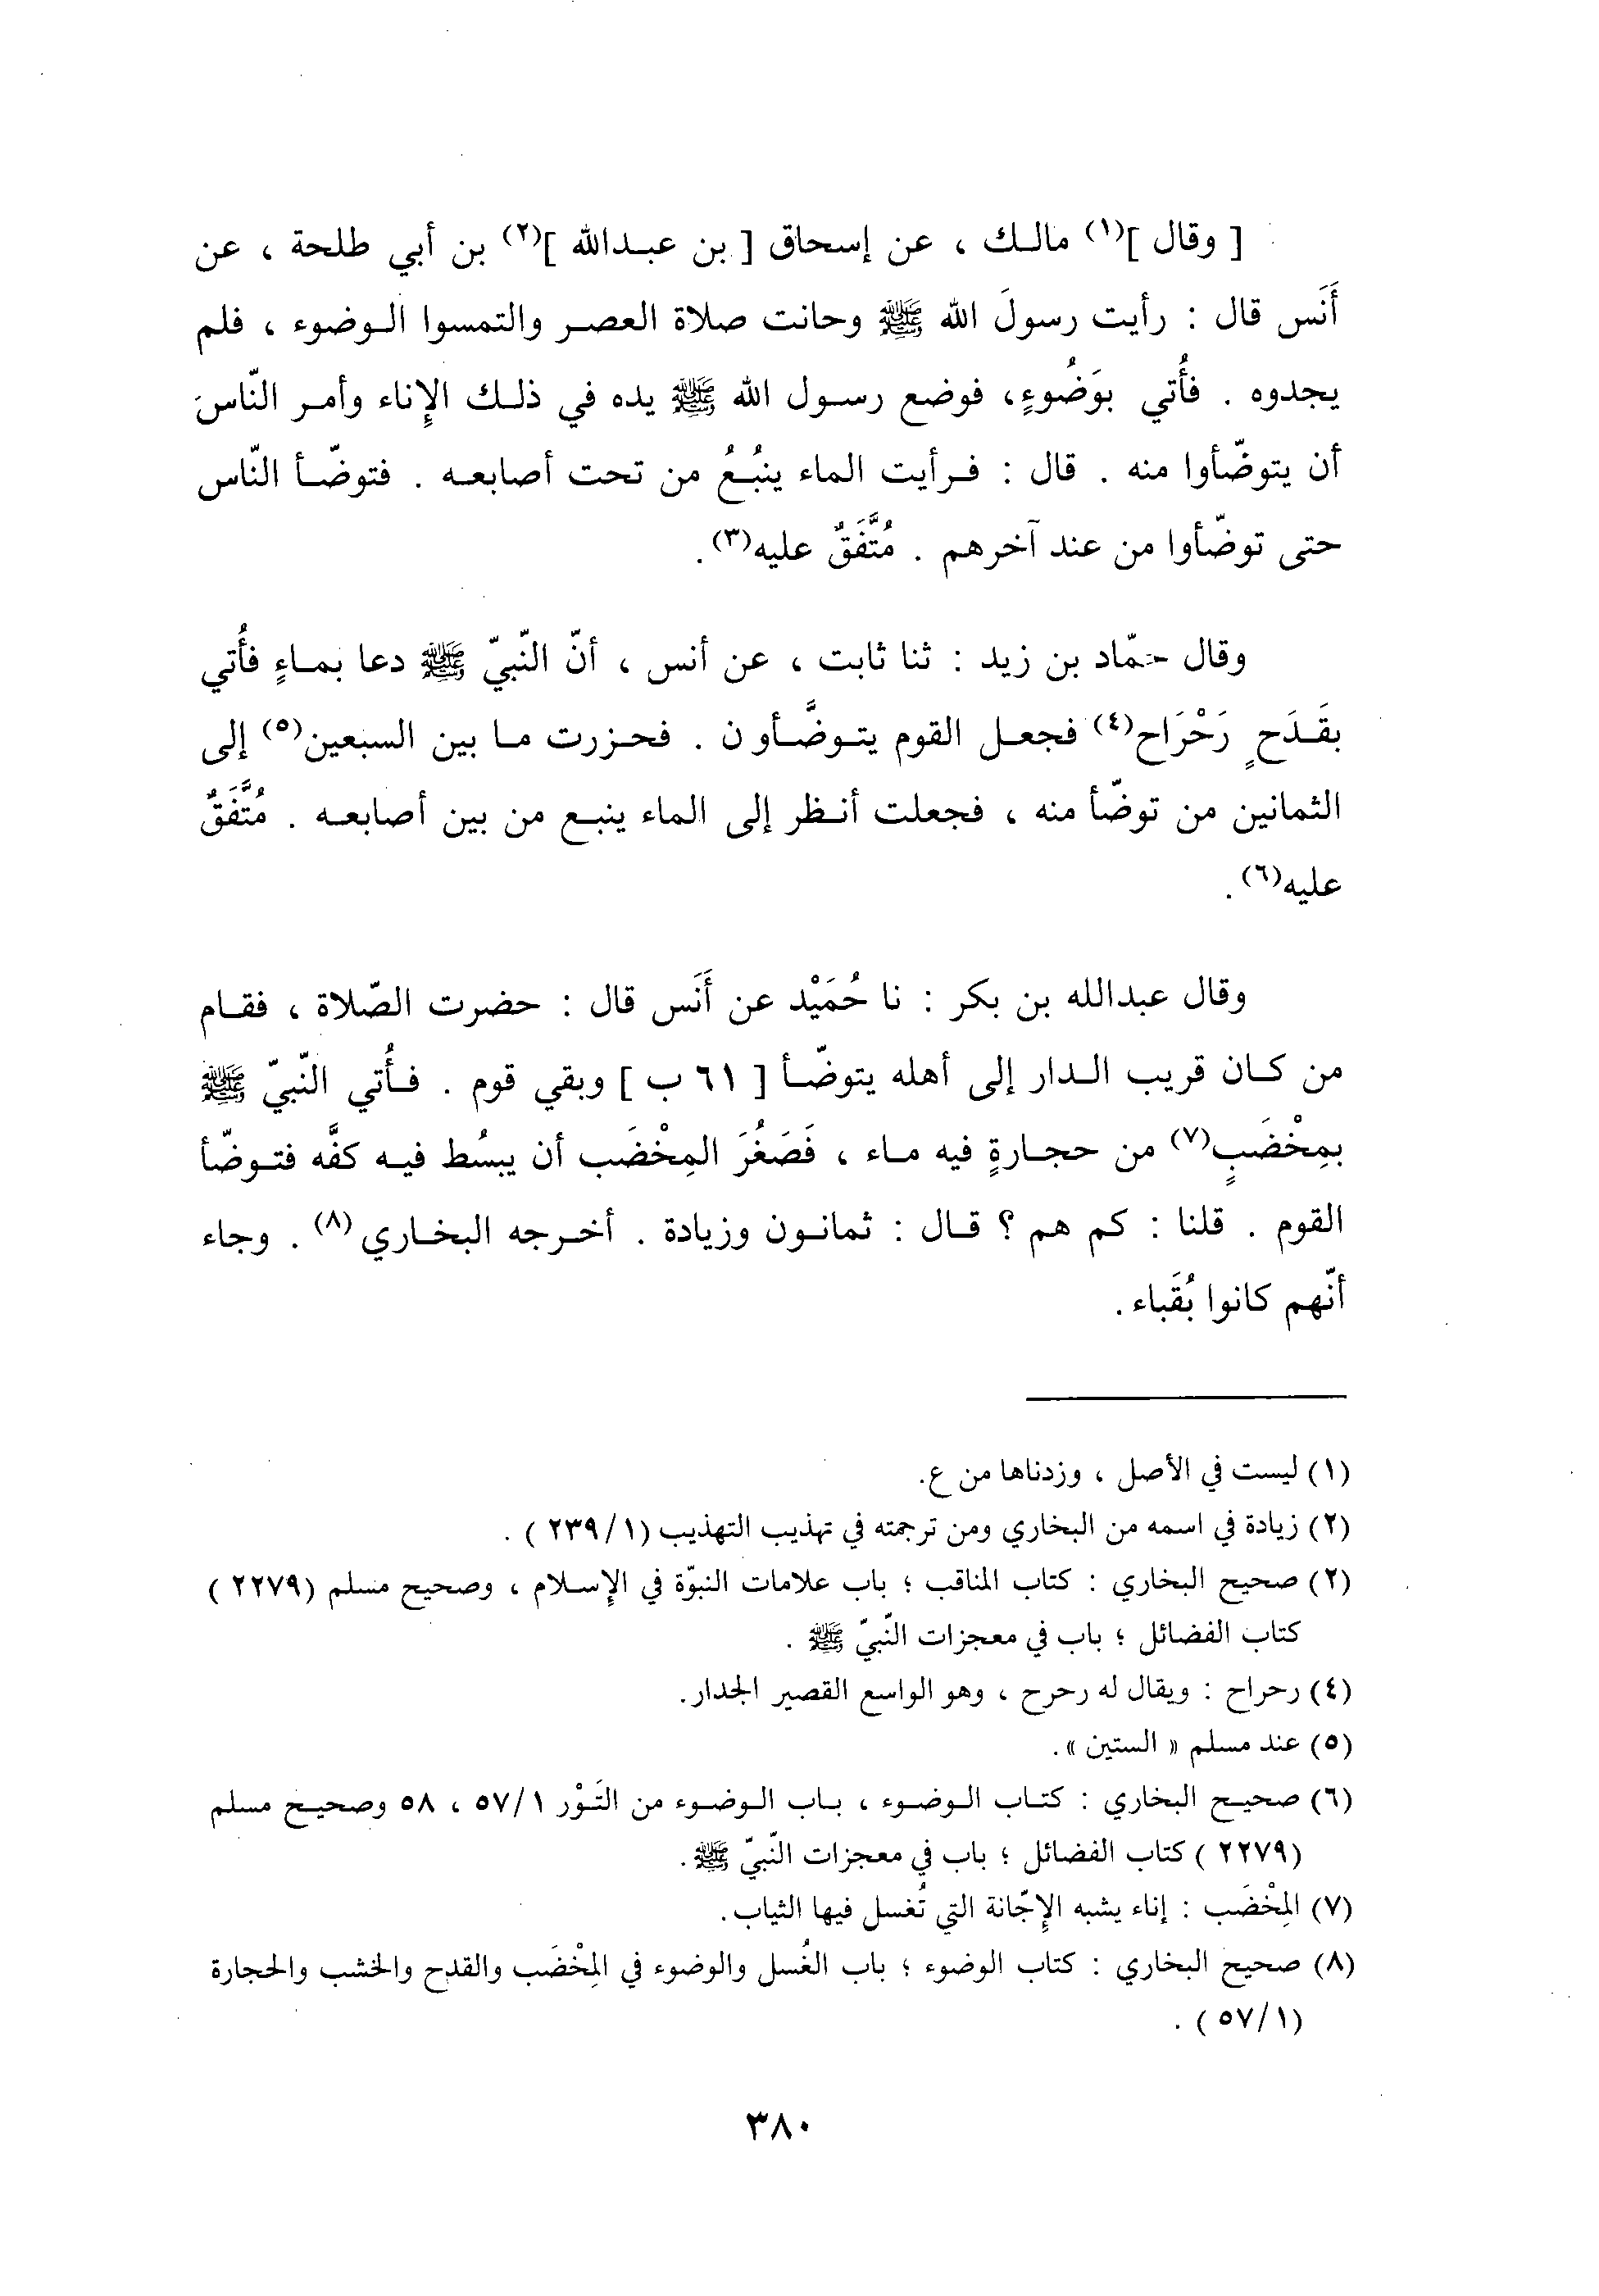 [ وقال ](١) مالك ، عن إسحاق [ بن عبدالله ](٢) بن أبي طلحة ، عن
أَنَس قال : رأيت رسولَ الله ﷺ وحانت صلاة العصر والتمسوا الوضوء ، فلم
يجدوه . فأُتي بوَضُوءٍ، فوضع رسول الله ﷺ يده في ذلك الإِناء وأمر النّاسَ
أن يتوضّأوا منه . قال : فرأيت الماء ينبُعُ من تحت أصابعه . فتوضّأ النّاس
حتى توضّأوا من عند آخرهم . مُتَّفَقٌ عليه(٣).
وقال حمّاد بن زيد : ثنا ثابت ، عن أنس ، أنّ النّبيّ ﷺ دعا بماءٍ فأُتي
بقَدَحٍ رَحْرَاح(٤) فجعل القوم يتوضَّأون . فحزرت ما بين السبعين(٥) إلى
الثمانين من توضّأ منه ، فجعلت أنظر إلى الماء ينبع من بين أصابعه . مُتَّفَقٌ
عليه(٦).
وقال عبدالله بن بكر : نا حُمَيْد عن أَنَس قال : حضرت الصّلاة ، فقام
من كان قريب الدار إلى أهله يتوضّأ [ ٦١ ب ] وبقي قوم . فأُتي النّبيّ ﷺ
بمِخْضَبٍ(٧) من حجارةٍ فيه ماء ، فَصَغُرَ المِخْضَب أن يبسُط فيه كفَّه فتوضّأ
القوم . قلنا : كم هم ؟ قال : ثمانون وزيادة . أخرجه البخاري(٨) . وجاء
أنّهم كانوا بُقَباء .
(١) ليست في الأصل ، وزدناها من ع.
(٢) زيادة في اسمه من البخاري ومن ترجمته في تهذيب التهذيب (٢٣٩/١) .
(٢) صحيح البخاري : كتاب المناقب ؛ باب علامات النبوّة في الإِسلام ، وصحيح مسلم (٢٢٧٩)
كتاب الفضائل ؛ باب في معجزات النّبيّ ﷺ .
(٤) رحراح : ويقال له رحرح ، وهو الواسع القصير الجدار.
(٥) عند مسلم « الستين ».
(٦) صحيح البخاري : كتاب الوضوء ، باب الوضوء من التَوْر ٥٧/١ ، ٥٨ وصحيح مسلم
(٢٢٧٩) كتاب الفضائل ؛ باب في معجزات النّبيّ ﷺ .
(٧) المِخْضَب : إناء يشبه الإِجّانة التي تُغسل فيها الثياب.
(٨) صحيح البخاري : كتاب الوضوء ؛ باب الغُسل والوضوء في المِخْضَب والقدح والخشب والحجارة
(٥٧/١) .
٣٨٠